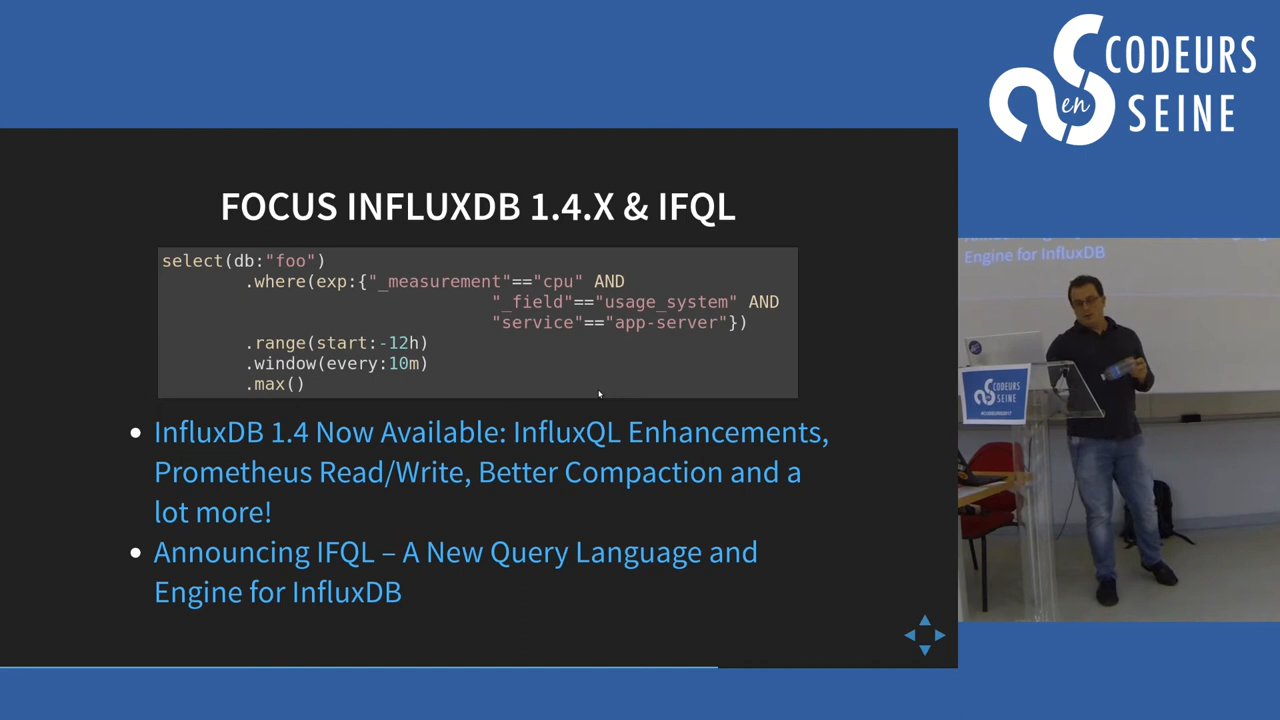 CODEURS
en
SEINE
FOCUS INFLUXDB 1.4.X & IFQL
select(db:"foo")
.where(exp:{"_measurement"=="cpu" AND
"_field"=="usage_system" AND
"service"=="app-server"})
.range(start:-12h)
.window(every:10m)
.max()
InfluxDB 1.4 Now Available: InfluxQL Enhancements,
Prometheus Read/Write, Better Compaction and a
lot more!
Announcing IFQL – A New Query Language and
Engine for InfluxDB
Engine for InfluxDB
CODEURS
SEINE